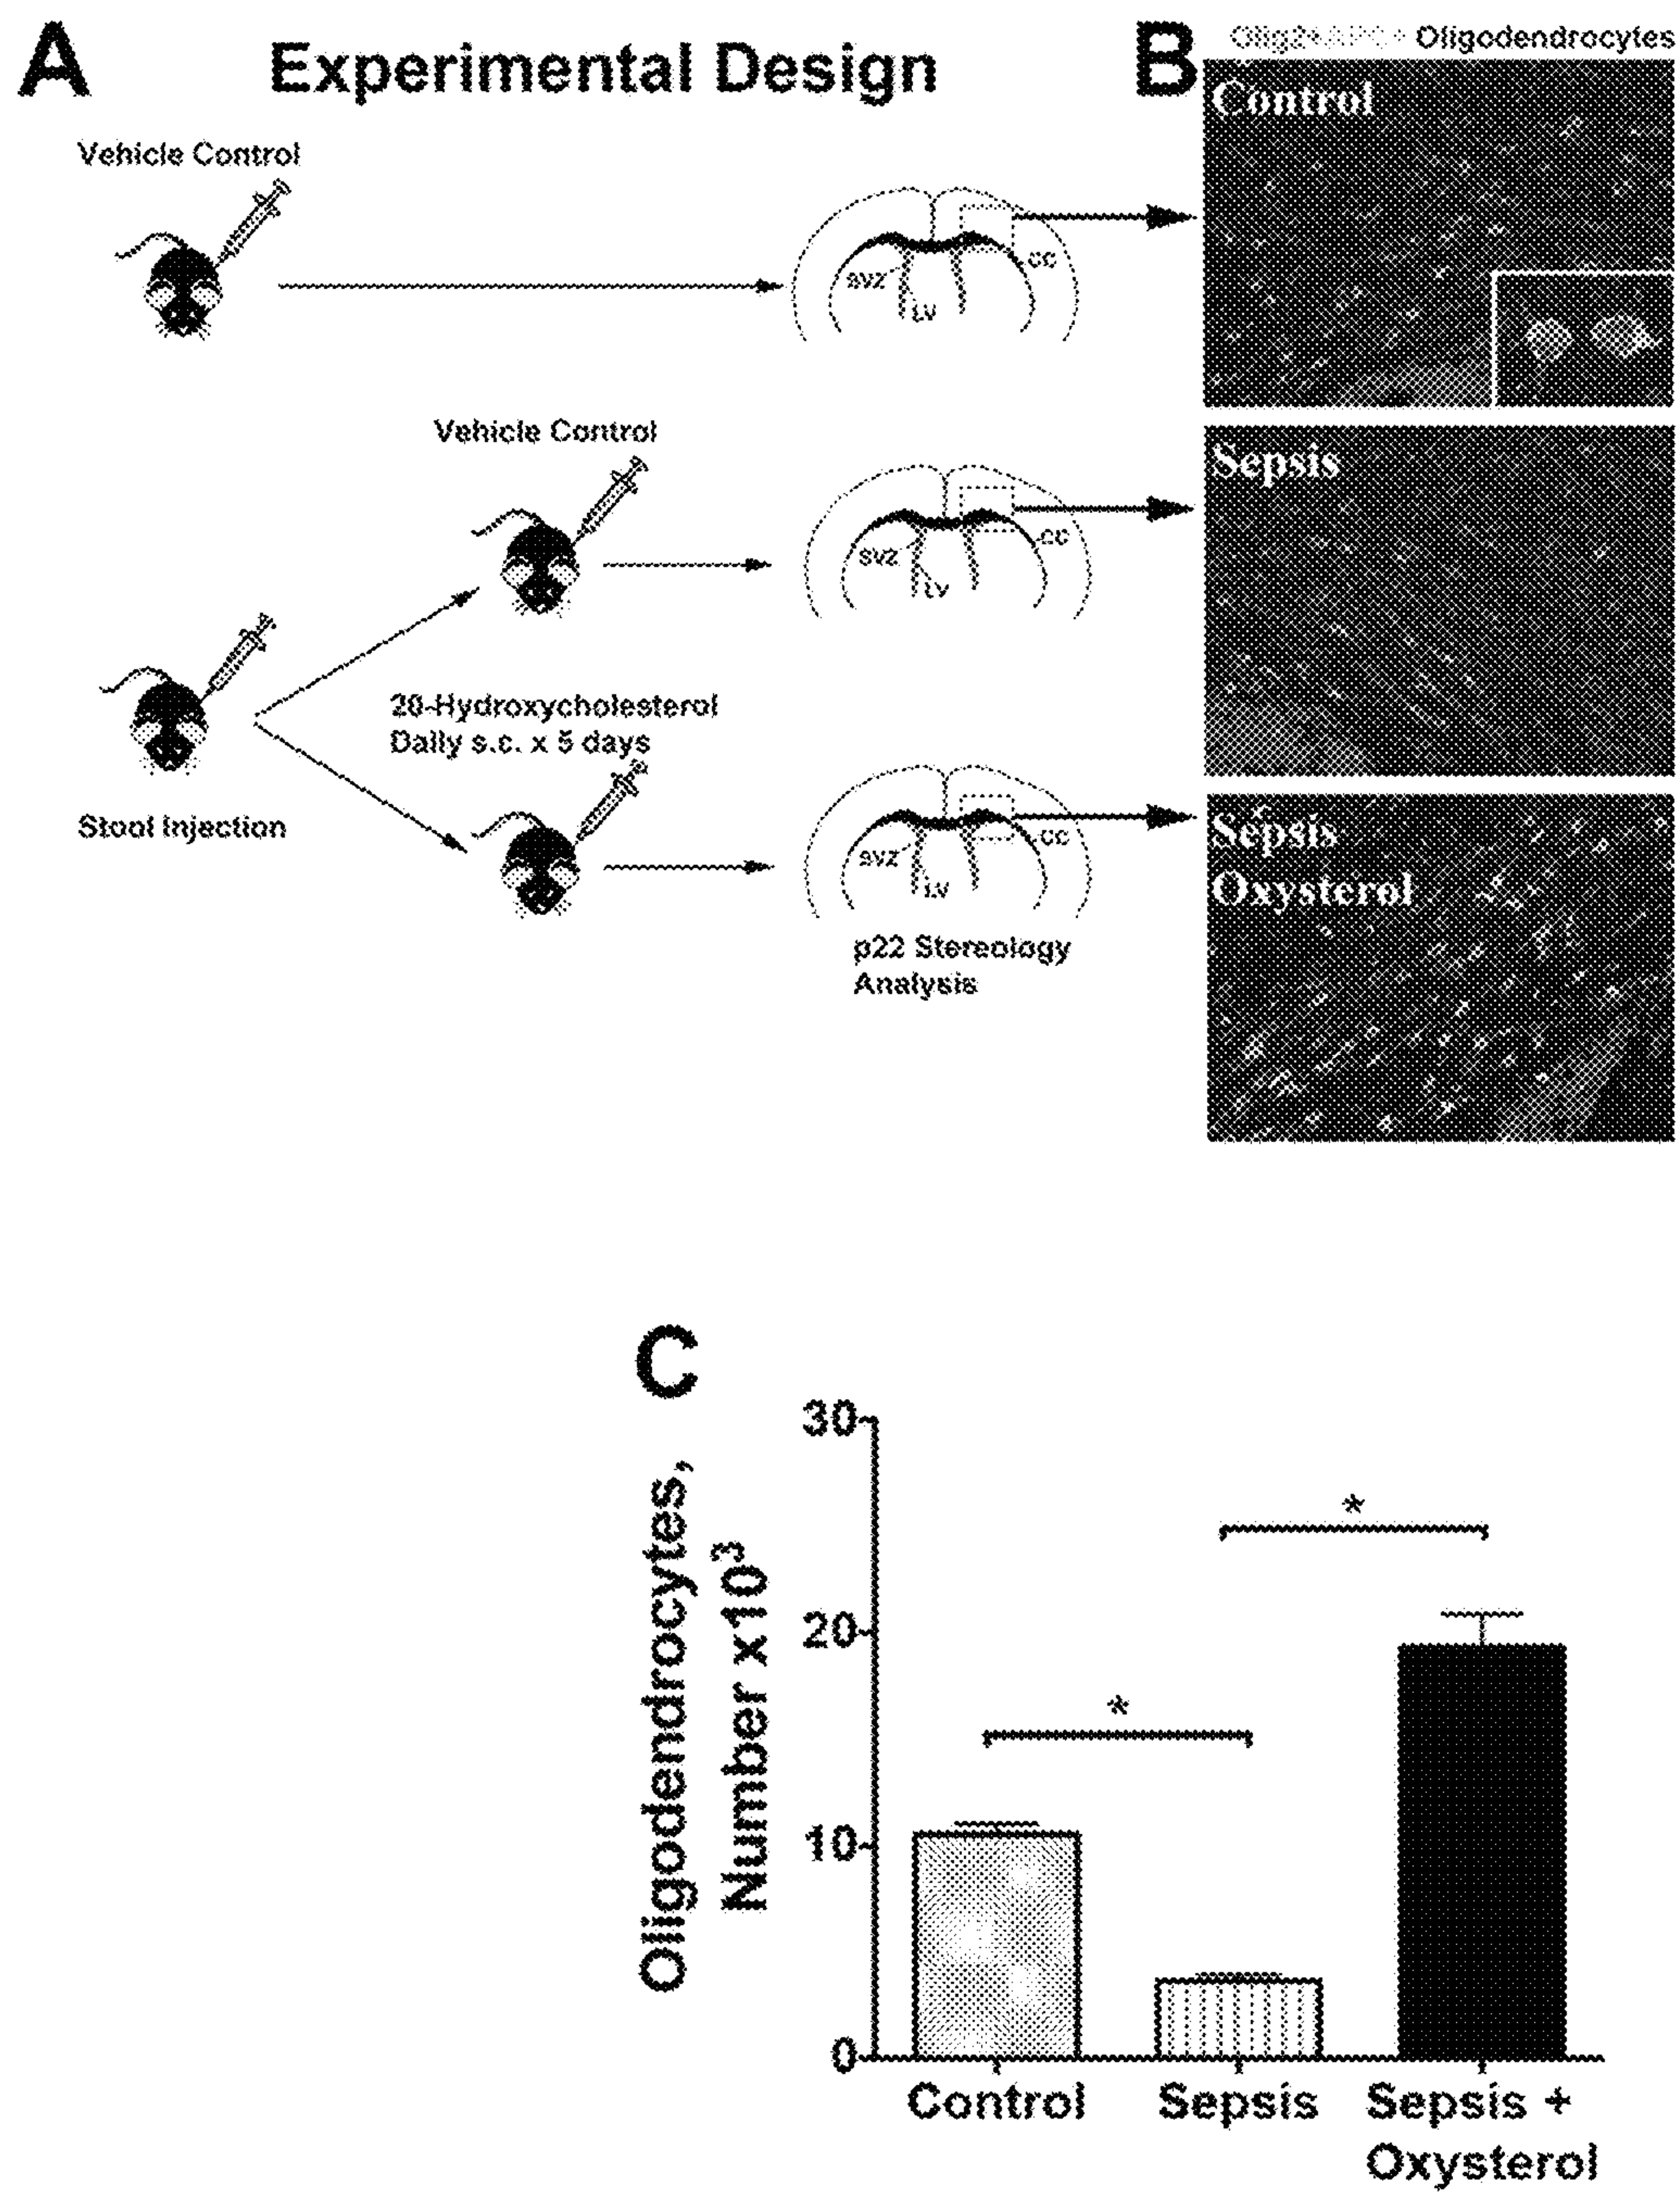 A
Experimental Design
Vehicle Control
SVZ
LV
CC
Vehicle Control
SVZ
LV
CC
Stool Injection
20-Hydroxycholesterol
Daily s.c. x 5 days
SVZ
LV
CC
p22 Stereology
Analysis
B
Olig2+APC+ Oligodendrocytes
Control
Sepsis
Sepsis
Oxysterol
C
Oligodendrocytes,
Number x10³
30
20
10
0
*
*
Control
Sepsis
Sepsis +
Oxysterol